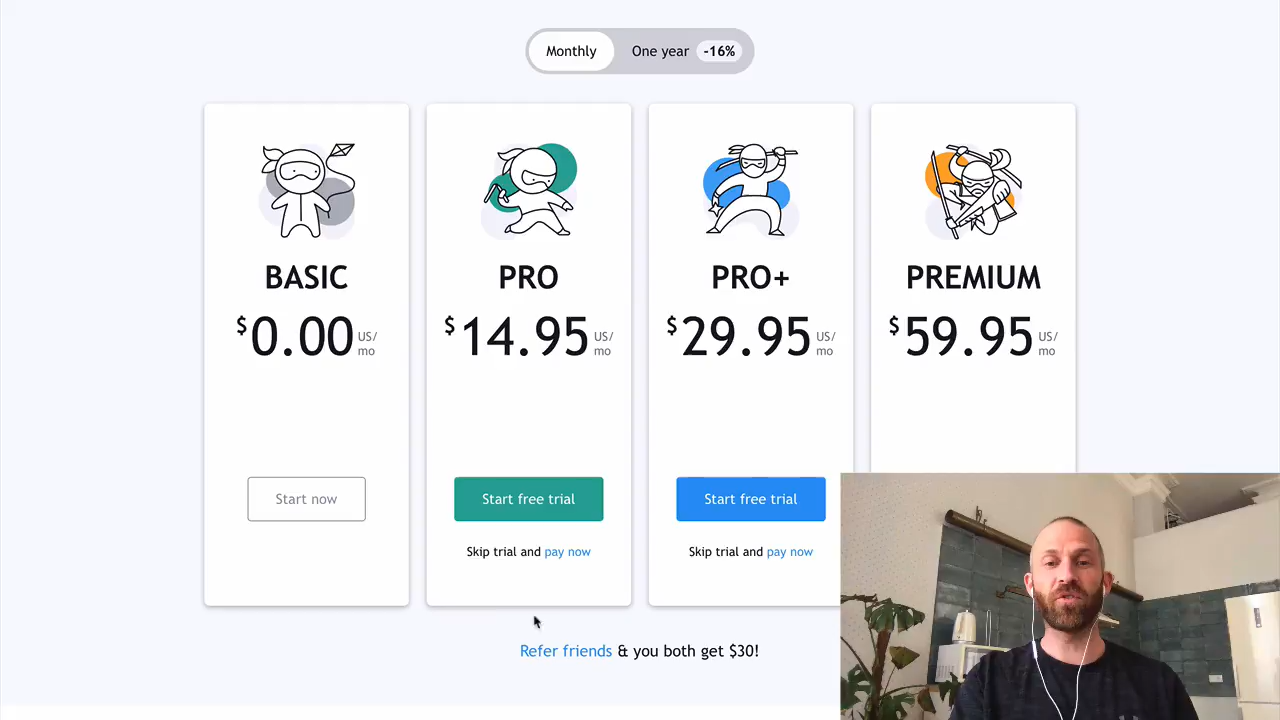 Monthly One year -16%
BASIC
$0.00 US/
mo
Start now
PRO
$14.95 US/
mo
Start free trial
Skip trial and pay now
PRO+
$29.95 US/
mo
Start free trial
Skip trial and pay now
PREMIUM
$59.95 US/
mo
Refer friends & you both get $30!